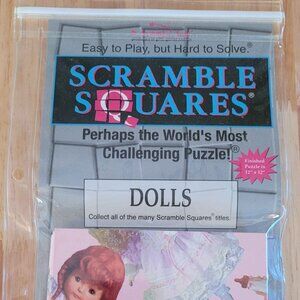 Easy to Play, but Hard to Solve.®
SCRAMBLE
SQUARES®
Perhaps the World's Most
Challenging Puzzle!®
Finished
Puzzle is
12" x 12"
DOLLS
Collect all of the many Scramble Squares® titles.